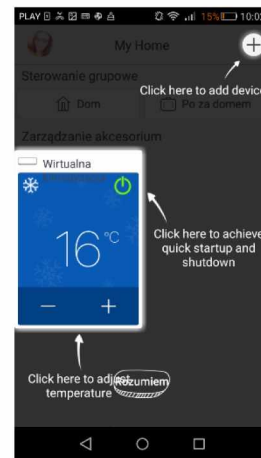 PLAY 15% 10:02
My Home
Sterowanie grupowe
Click here to add device
Dom Po za domem
Zarządzanie akcesorium
Wirtualna
16°C
Click here to achieve
quick startup and
shutdown
− +
Click here to adjust
temperature
Rozumiem